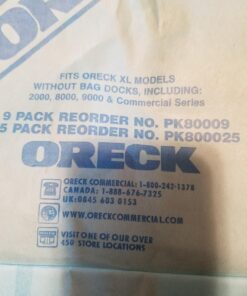 ORECK
FITS ORECK XL MODELS
WITHOUT BAG DOCKS, INCLUDING:
2000, 8000, 9000 & Commercial Series
9 PACK REORDER NO. PK80009
5 PACK REORDER NO. PK800025
ORECK
ORECK COMMERCIAL: 1-800-242-1378
CANADA: 1-888-676-7325
UK: 0845 603 0153
WWW.ORECKCOMMERCIAL.COM
VISIT ONE OF OUR OVER
450 STORE LOCATIONS